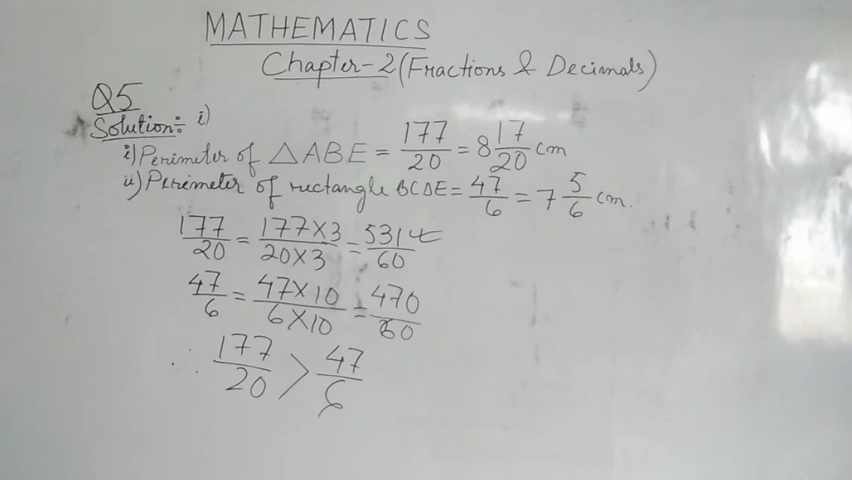 MATHEMATICS
Chapter-2 (Fractions & Decimals)
Q5
Solution:- i)
i) Perimeter of △ABE = 177/20 = 8 17/20 cm
ii) Perimeter of rectangle BCDE = 47/6 = 7 5/6 cm.
177/20 = 177×3/20×3 = 531/60
47/6 = 47×10/6×10 = 470/60
∴ 177/20 > 47/6